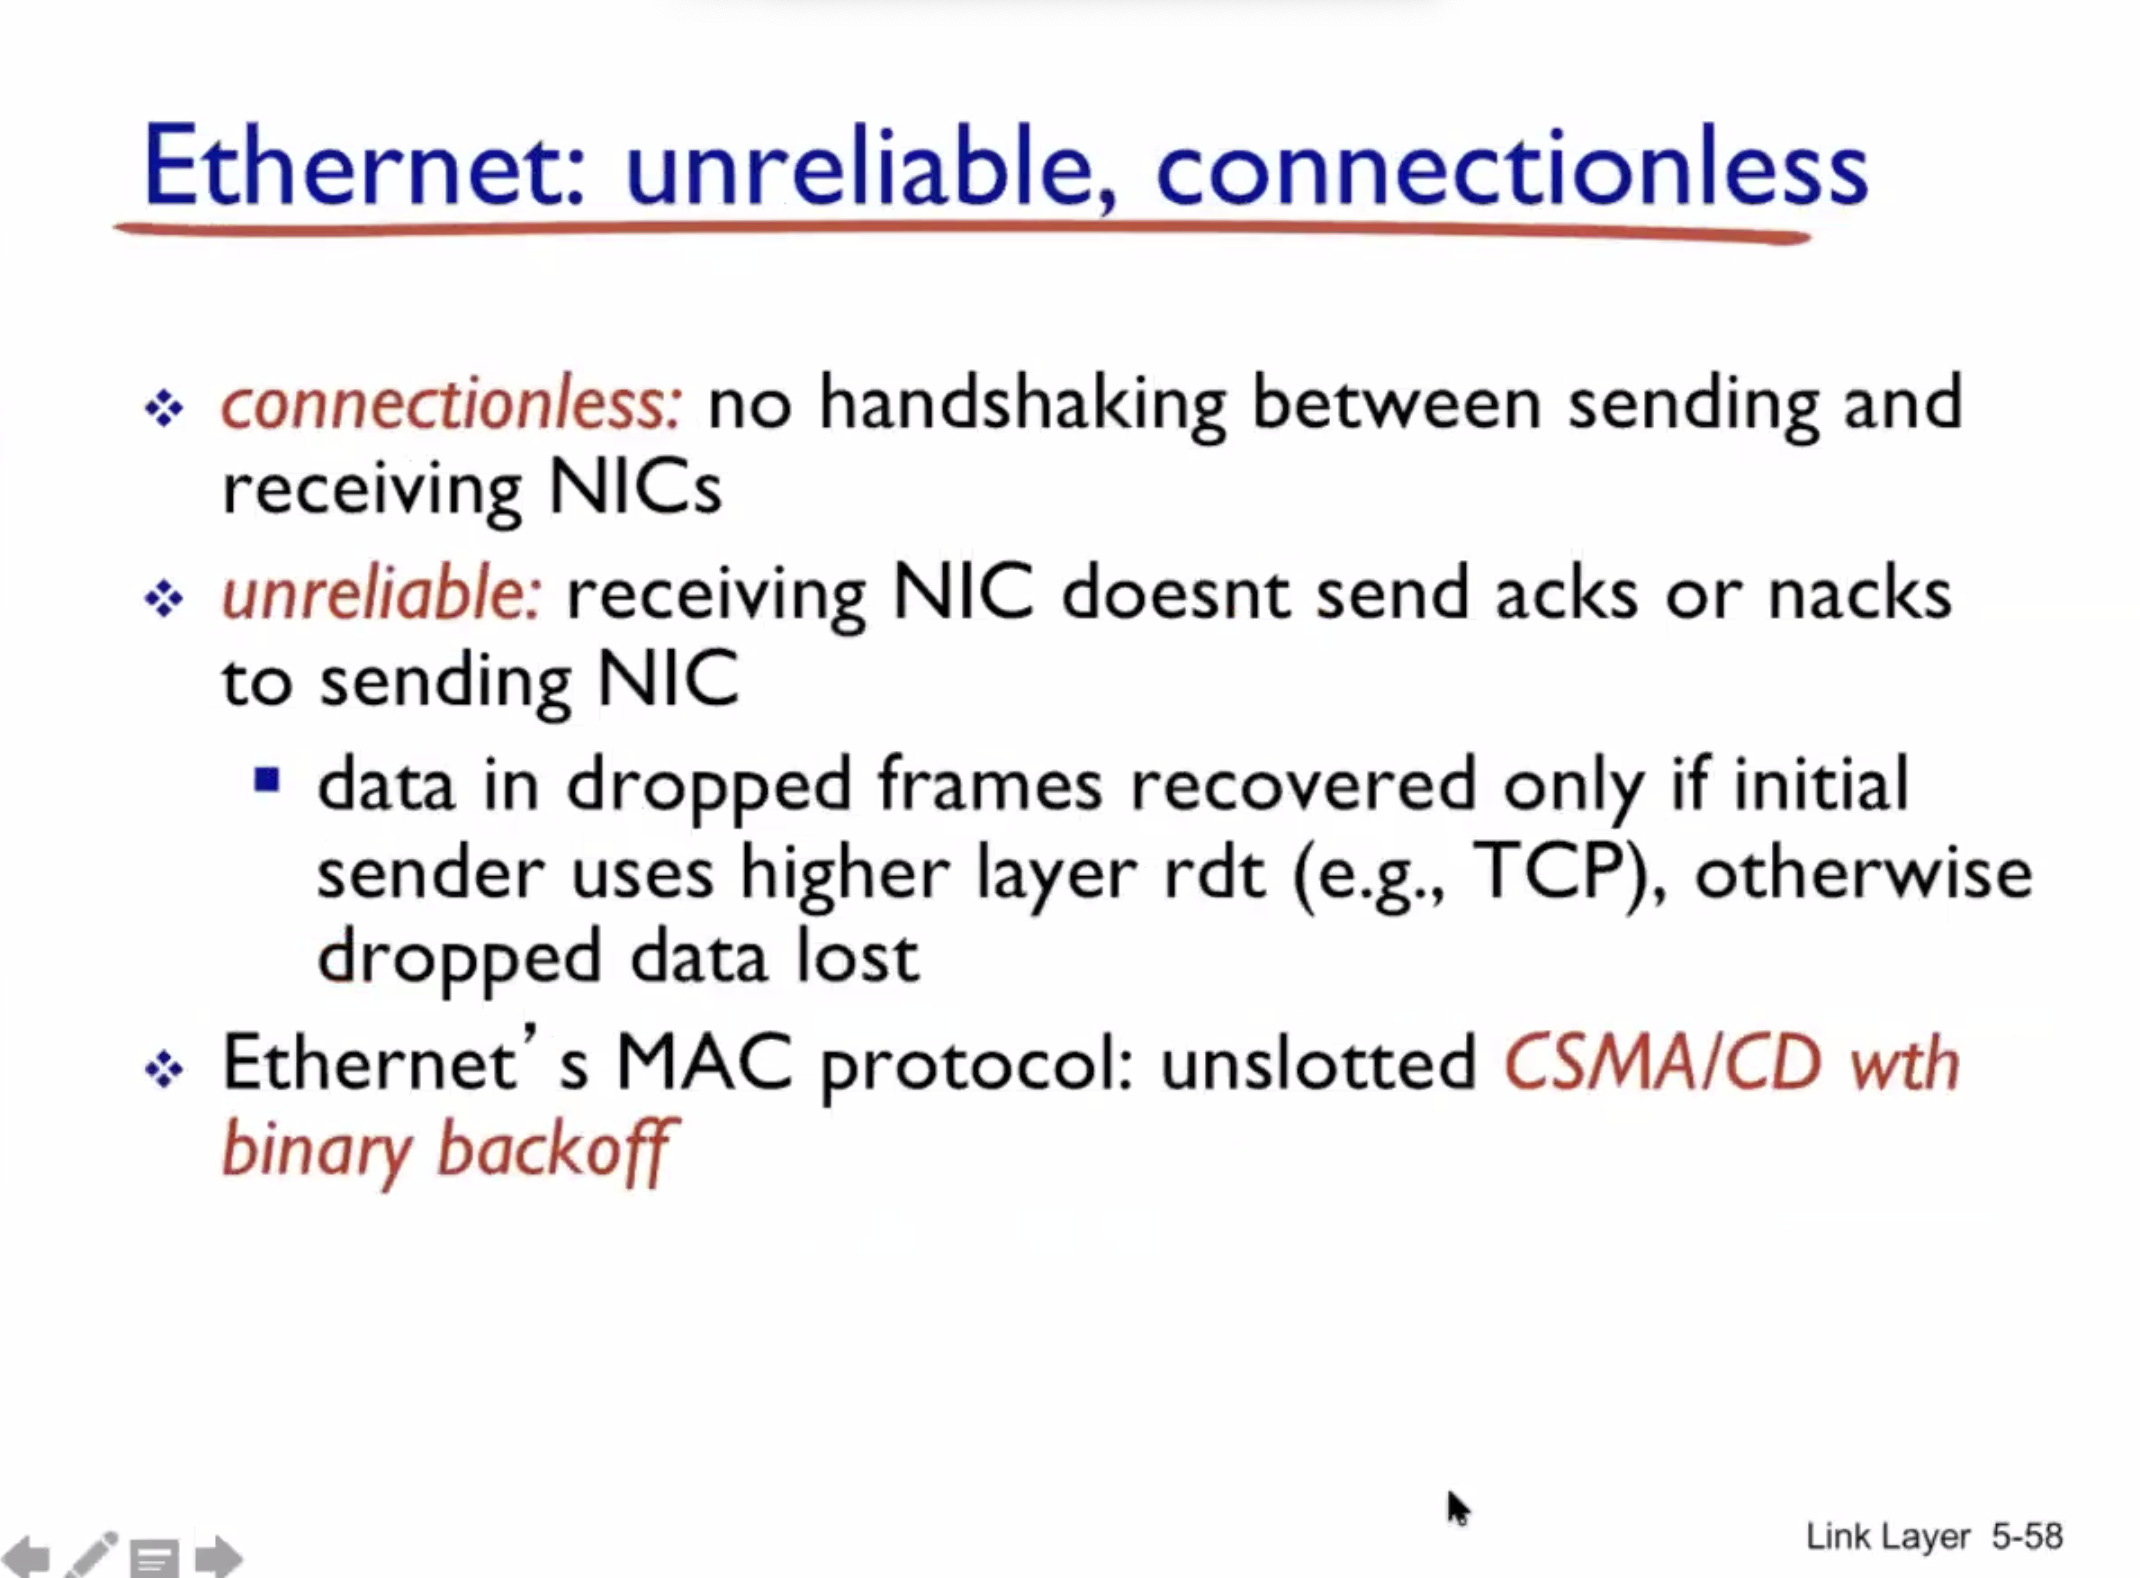 Ethernet: unreliable, connectionless
connectionless: no handshaking between sending and
receiving NICs
unreliable: receiving NIC doesnt send acks or nacks
to sending NIC
data in dropped frames recovered only if initial
sender uses higher layer rdt (e.g., TCP), otherwise
dropped data lost
Ethernet’s MAC protocol: unslotted CSMA/CD wth
binary backoff
Link Layer 5-58